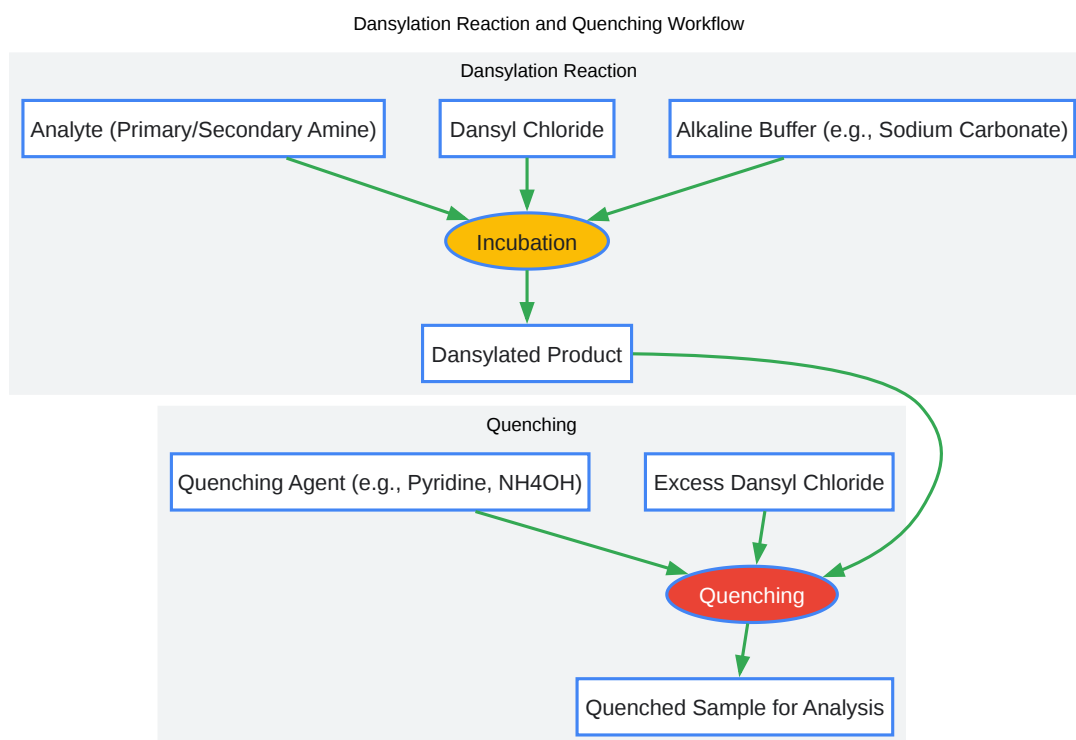 Dansylation Reaction and Quenching Workflow
Dansylation Reaction
Analyte (Primary/Secondary Amine)
Dansyl Chloride
Alkaline Buffer (e.g., Sodium Carbonate)
Incubation
Dansylated Product
Quenching
Quenching Agent (e.g., Pyridine, NH4OH)
Excess Dansyl Chloride
Quenching
Quenched Sample for Analysis